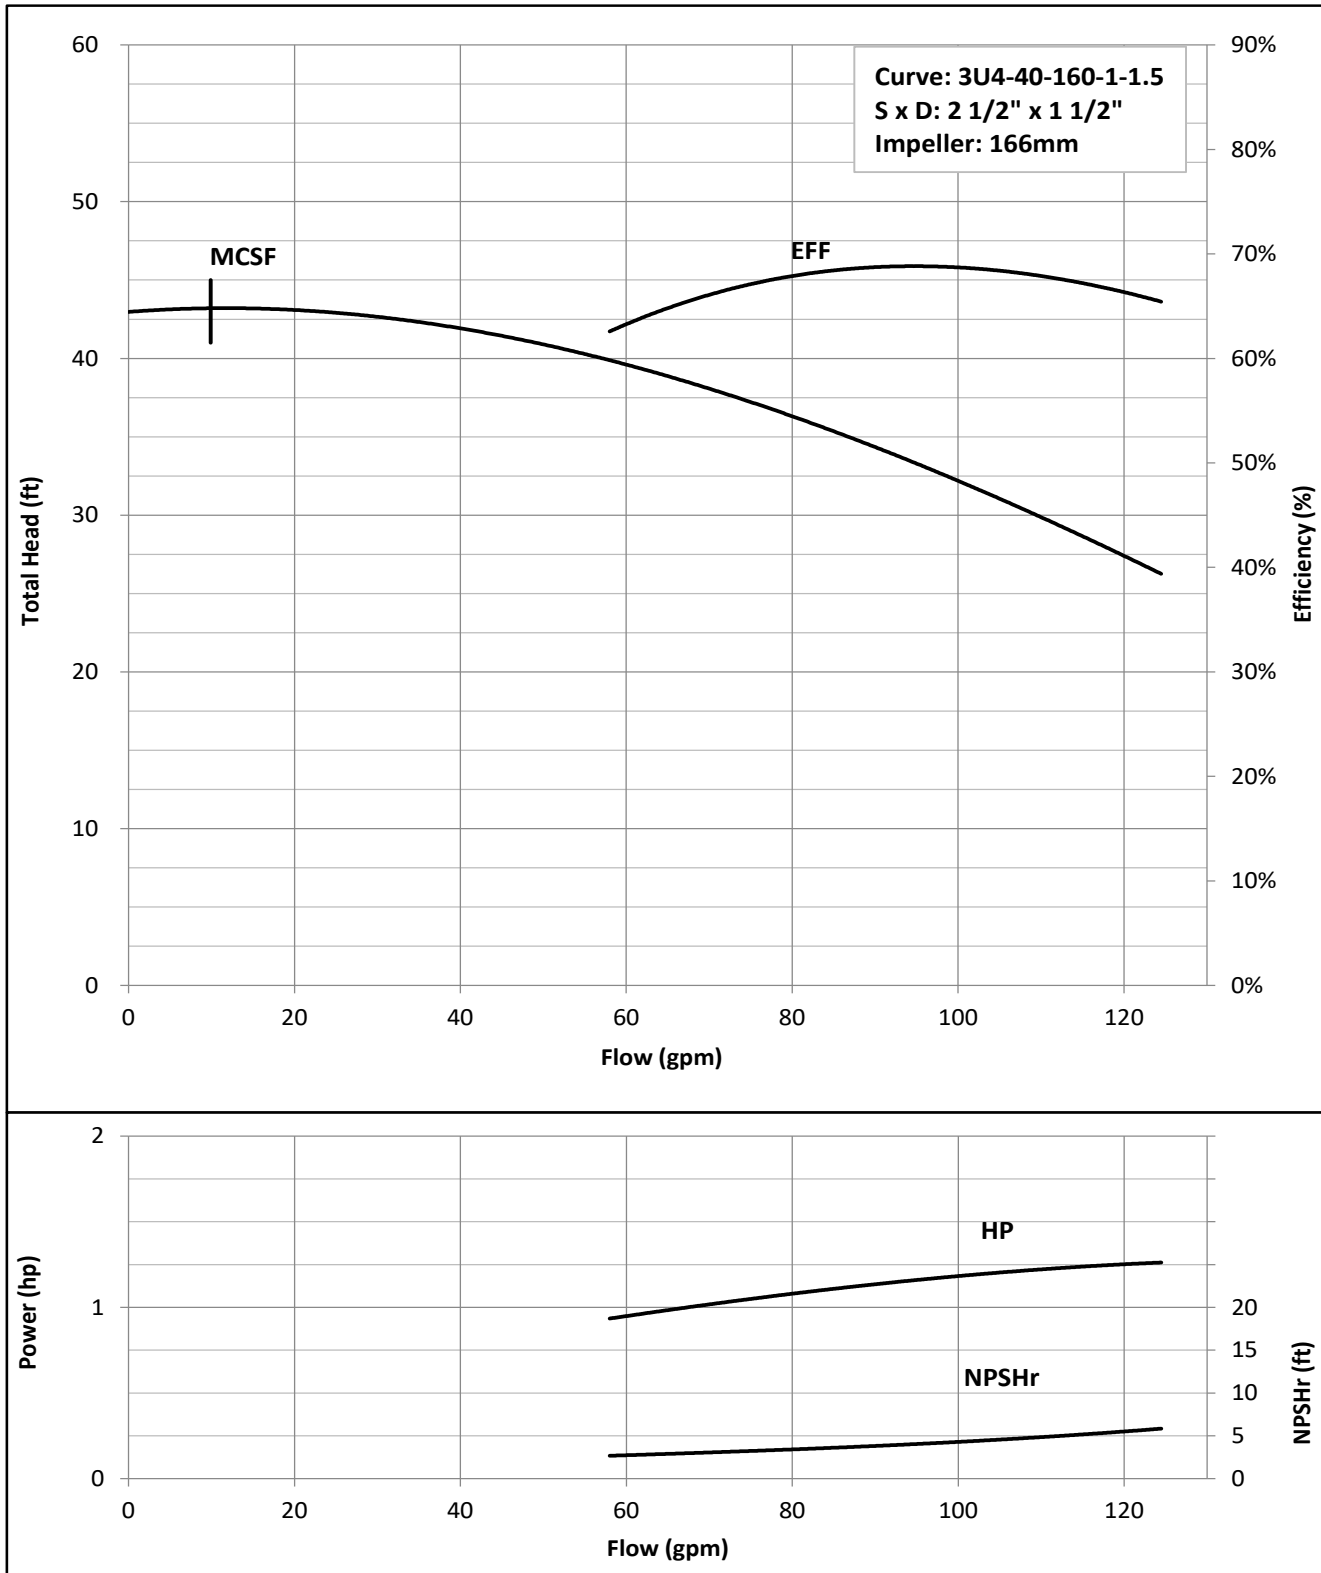 60
50
40
30
20
10
0
Total Head (ft)
90%
80%
70%
60%
50%
40%
30%
20%
10%
0%
Efficiency (%)
Curve: 3U4-40-160-1-1.5
S x D: 2 1/2" x 1 1/2"
Impeller: 166mm
MCSF
EFF
0 20 40 60 80 100 120
Flow (gpm)
2
1
0
Power (hp)
HP
NPSHr
20
15
10
5
0
NPSHr (ft)
0 20 40 60 80 100 120
Flow (gpm)